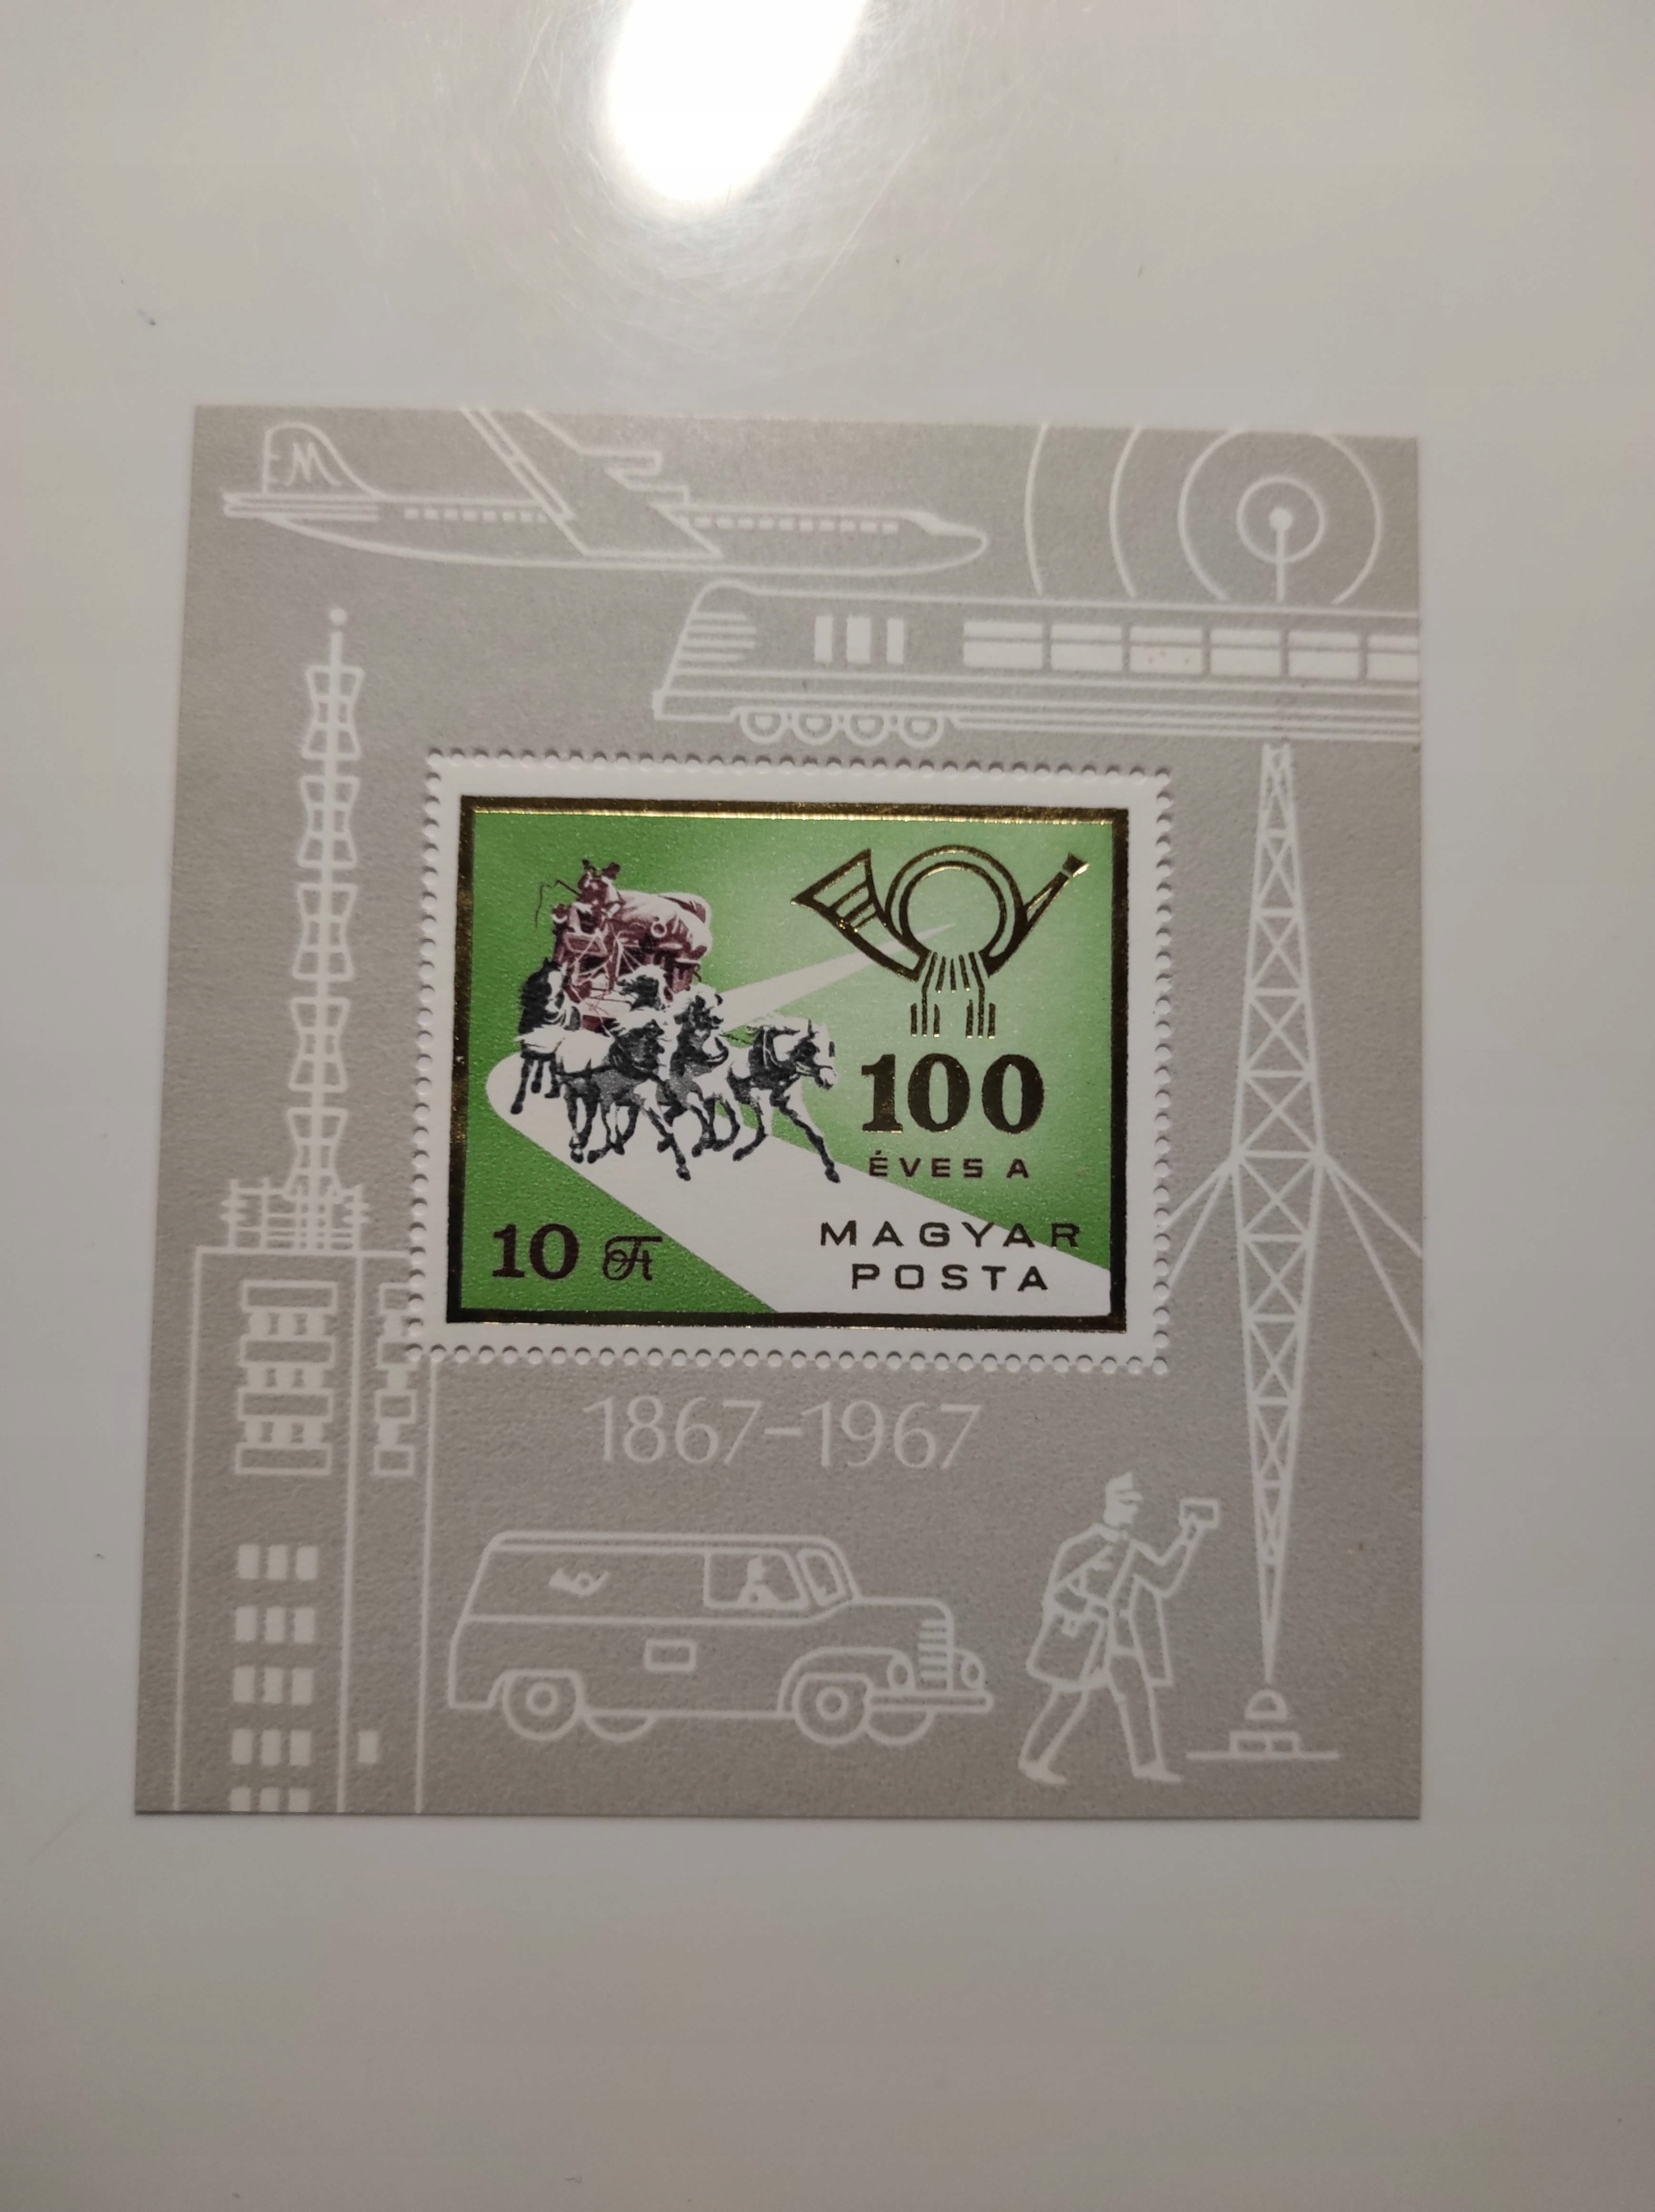 M
100
ÉVES A
MAGYAR
POSTA
10 Ft
1867-1967